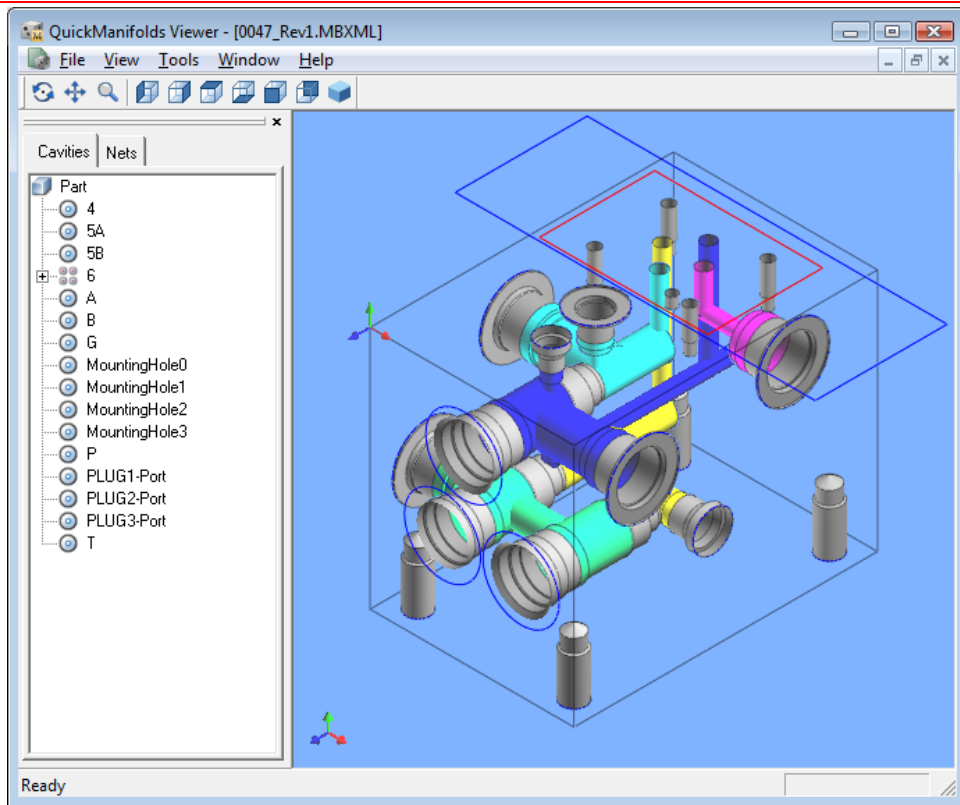 QuickManifolds Viewer - [0047_Rev1.MBXML]
File View Tools Window Help
Cavities Nets
Part
4
5A
5B
6
A
B
G
MountingHole0
MountingHole1
MountingHole2
MountingHole3
P
PLUG1-Port
PLUG2-Port
PLUG3-Port
T
Ready